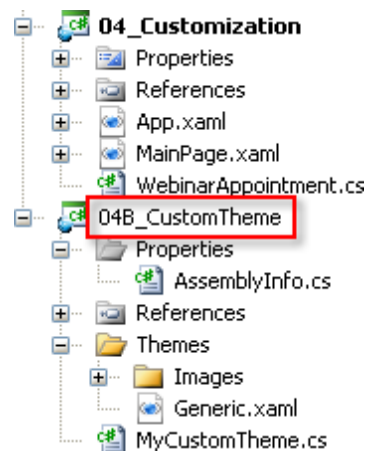 04_Customization
Properties
References
App.xaml
MainPage.xaml
WebinarAppointment.cs
04B_CustomTheme
Properties
AssemblyInfo.cs
References
Themes
Images
Generic.xaml
MyCustomTheme.cs